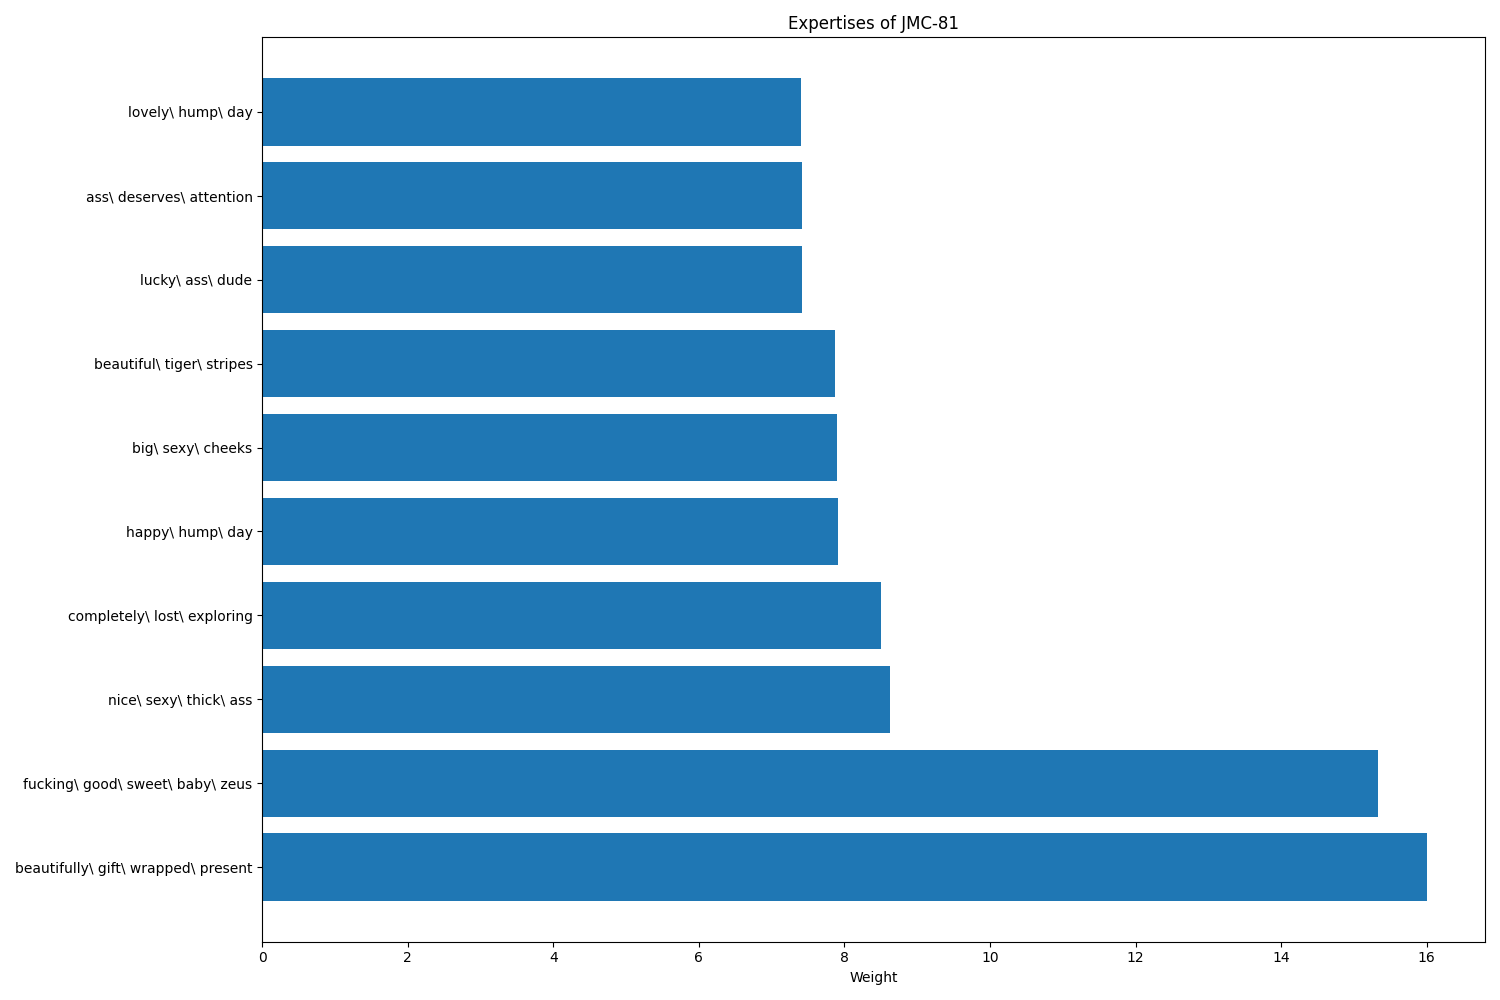 Expertises of JMC-81
lovely\ hump\ day
ass\ deserves\ attention
lucky\ ass\ dude
beautiful\ tiger\ stripes
big\ sexy\ cheeks
happy\ hump\ day
completely\ lost\ exploring
nice\ sexy\ thick\ ass
fucking\ good\ sweet\ baby\ zeus
beautifully\ gift\ wrapped\ present
0 2 4 6 8 10 12 14 16
Weight